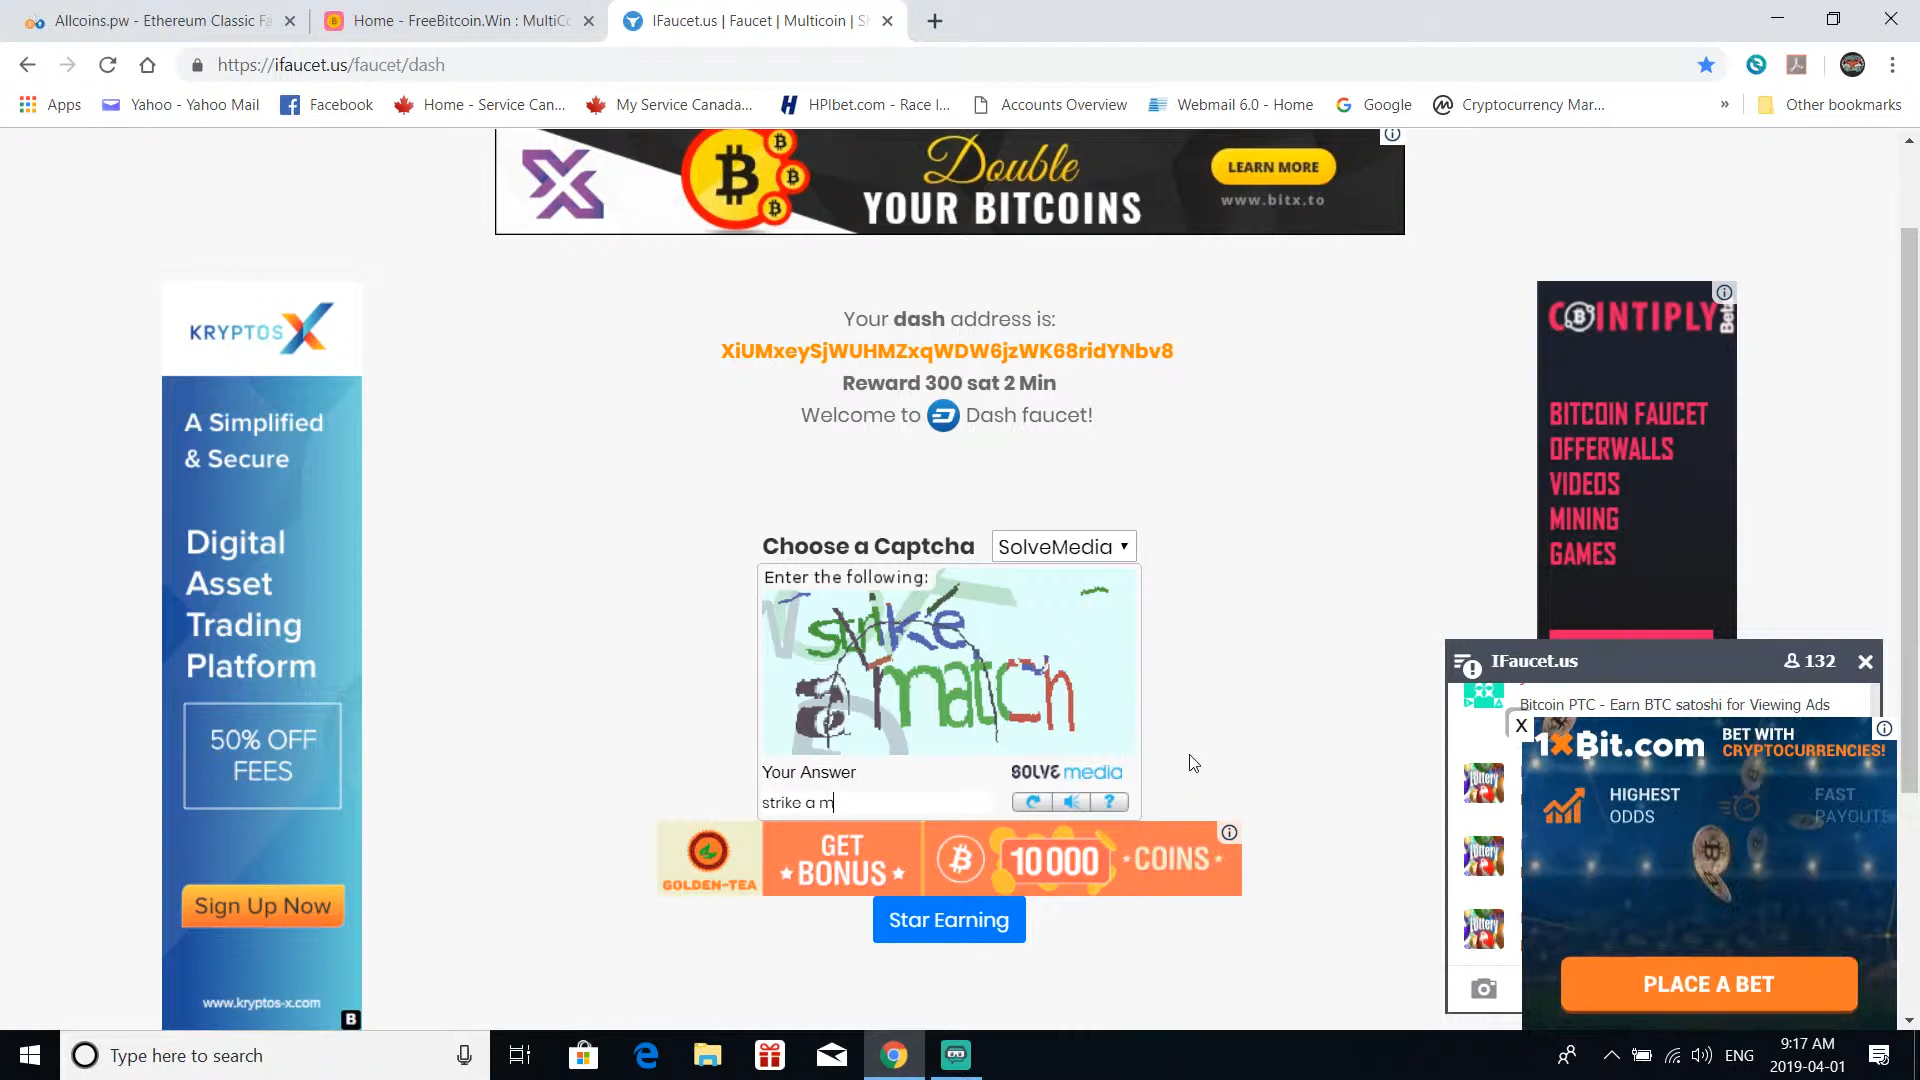 Allcoins.pw - Ethereum Classic Fa
Home - FreeBitcoin.Win : MultiCo
IFaucet.us | Faucet | Multicoin | S
https://ifaucet.us/faucet/dash
Apps
Yahoo - Yahoo Mail
Facebook
Home - Service Can...
My Service Canada...
HPIbet.com - Race I...
Accounts Overview
Webmail 6.0 - Home
Google
Cryptocurrency Mar...
»
Other bookmarks
Double
YOUR BITCOINS
LEARN MORE
www.bitx.to
KRYPTOS X
A Simplified
& Secure
Digital
Asset
Trading
Platform
50% OFF
FEES
Sign Up Now
www.kryptos-x.com
B
Your dash address is:
XiUMxeySjWUHMZxqWDW6jzWK68ridYNbv8
Reward 300 sat 2 Min
Welcome to Dash faucet!
Choose a Captcha
SolveMedia
Enter the following:
strike
a match
Your Answer
SOLVE media
strike a m
GOLDEN-TEA
GET
BONUS
10 000
COINS
Star Earning
COINTIPLY
Beta
BITCOIN FAUCET
OFFERWALLS
VIDEOS
MINING
GAMES
IFaucet.us
132
Bitcoin PTC - Earn BTC satoshi for Viewing Ads
X
1xBit.com
BET WITH
CRYPTOCURRENCIES!
HIGHEST
ODDS
FAST
PAYOUTS
lottery
lottery
lottery
PLACE A BET
Type here to search
ENG
9:17 AM
2019-04-01